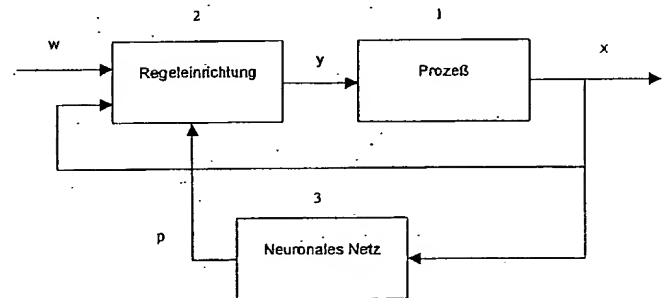 2
1
w
Regeleinrichtung
y
Prozeß
x
3
p
Neuronales Netz